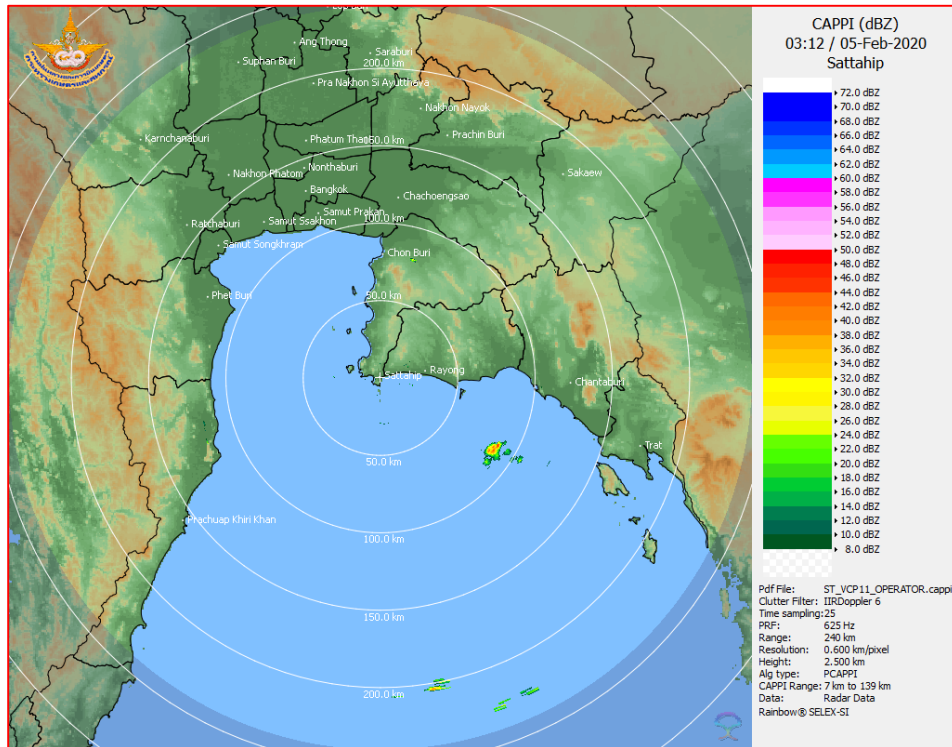 CAPPI (dBZ)
03:12 / 05-Feb-2020
Sattahip
72.0 dBZ
70.0 dBZ
68.0 dBZ
66.0 dBZ
64.0 dBZ
62.0 dBZ
60.0 dBZ
58.0 dBZ
56.0 dBZ
54.0 dBZ
52.0 dBZ
50.0 dBZ
48.0 dBZ
46.0 dBZ
44.0 dBZ
42.0 dBZ
40.0 dBZ
38.0 dBZ
36.0 dBZ
34.0 dBZ
32.0 dBZ
30.0 dBZ
28.0 dBZ
26.0 dBZ
24.0 dBZ
22.0 dBZ
20.0 dBZ
18.0 dBZ
16.0 dBZ
14.0 dBZ
12.0 dBZ
10.0 dBZ
8.0 dBZ
Pdf File: ST_VCP11_OPERATOR.cappi
Clutter Filter: IIRDoppler 6
Time sampling:25
PRF: 625 Hz
Range: 240 km
Resolution: 0.600 km/pixel
Height: 2.500 km
Alg type: PCAPPI
CAPPI Range: 7 km to 139 km
Data: Radar Data
Rainbow® SELEX-SI
Ang Thong
Saraburi
Suphan Buri
200.0 km
Pra Nakhon Si Ayutthaya
Nakhon Nayok
Karnchanaburi
Prachin Buri
Phatum Tha
50.0 km
Nonthaburi
Nakhon Phatom
Sakaew
Bangkok
Chachoengsao
Samut Prakan
Samut Ssakhon
100.0 km
Ratchaburi
Samut Songkhram
Chon Buri
Phet Buri
50.0 km
Sattahip
Rayong
Chantaburi
Trat
50.0 km
Prachuap Khiri Khan
100.0 km
150.0 km
200.0 km